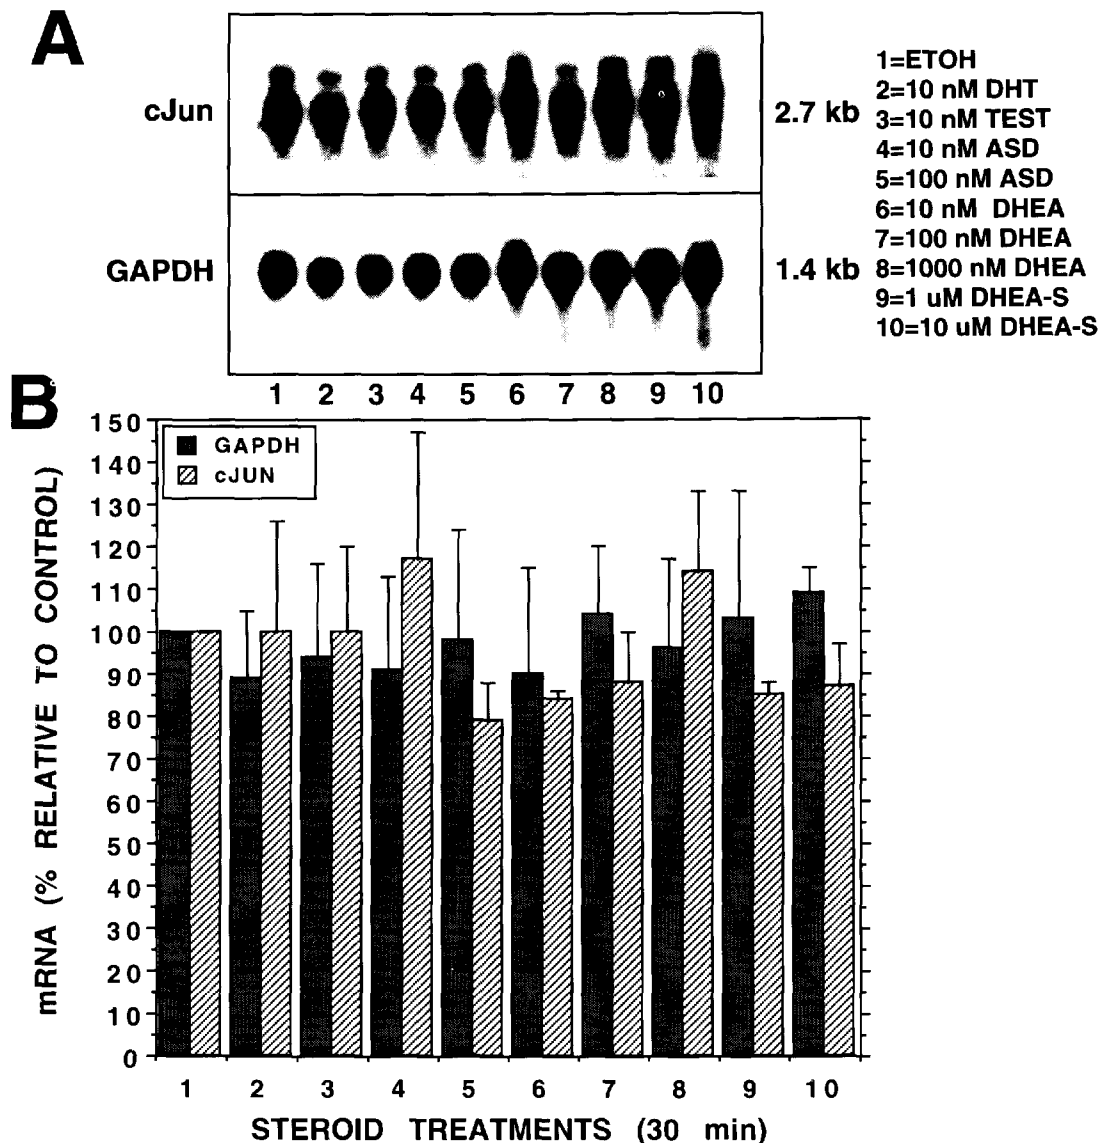 A
cJun
2.7 kb
GAPDH
1.4 kb
1=ETOH
2=10 nM DHT
3=10 nM TEST
4=10 nM ASD
5=100 nM ASD
6=10 nM DHEA
7=100 nM DHEA
8=1000 nM DHEA
9=1 uM DHEA-S
10=10 uM DHEA-S
1 2 3 4 5 6 7 8 9 10
B
GAPDH
cJUN
mRNA (% RELATIVE TO CONTROL)
150
140
130
120
110
100
90
80
70
60
50
40
30
20
10
0
1 2 3 4 5 6 7 8 9 10
STEROID TREATMENTS (30 min)